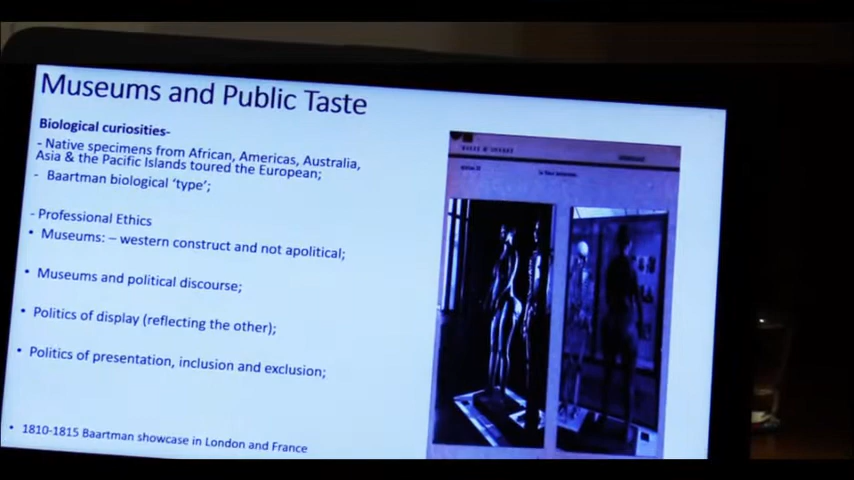 Museums and Public Taste
Biological curiosities-
- Native specimens from African, Americas, Australia,
Asia & the Pacific Islands toured the European;
- Baartman biological ‘type’;
- Professional Ethics
• Museums: – western construct and not apolitical;
• Museums and political discourse;
• Politics of display (reflecting the other);
• Politics of presentation, inclusion and exclusion;
• 1810-1815 Baartman showcase in London and France